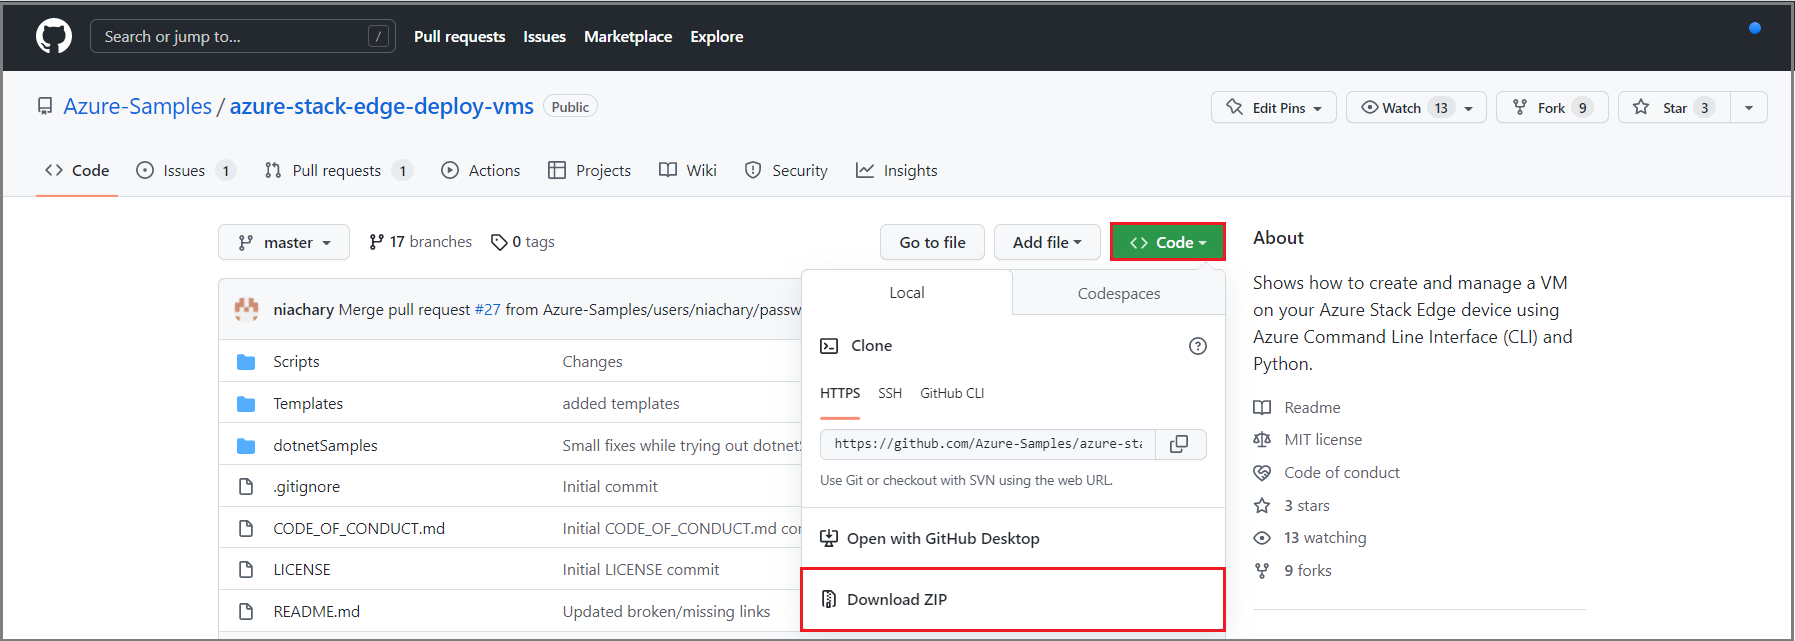 Search or jump to... /
Pull requests Issues Marketplace Explore
Azure-Samples / azure-stack-edge-deploy-vms Public
Edit Pins Watch 13 Fork 9 Star 3
Code Issues 1 Pull requests 1 Actions Projects Wiki Security Insights
master 17 branches 0 tags Go to file Add file Code
niachary Merge pull request #27 from Azure-Samples/users/niachary/passw
Scripts Changes
Templates added templates
dotnetSamples Small fixes while trying out dotnetS
.gitignore Initial commit
CODE_OF_CONDUCT.md Initial CODE_OF_CONDUCT.md co
LICENSE Initial LICENSE commit
README.md Updated broken/missing links
Local Codespaces
Clone
HTTPS SSH GitHub CLI
https://github.com/Azure-Samples/azure-sta
Use Git or checkout with SVN using the web URL.
Open with GitHub Desktop
Download ZIP
About
Shows how to create and manage a VM
on your Azure Stack Edge device using
Azure Command Line Interface (CLI) and
Python.
Readme
MIT license
Code of conduct
3 stars
13 watching
9 forks